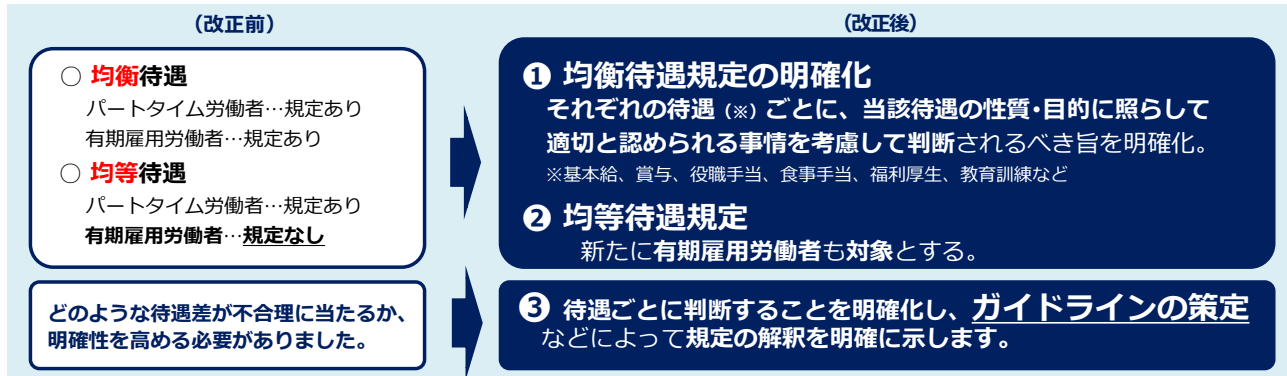 （改正前）
○ 均衡待遇
パートタイム労働者…規定あり
有期雇用労働者…規定あり
○ 均等待遇
パートタイム労働者…規定あり
有期雇用労働者…規定なし
どのような待遇差が不合理に当たるか、
明確性を高める必要がありました。
（改正後）
❶ 均衡待遇規定の明確化
それぞれの待遇（※）ごとに、当該待遇の性質・目的に照らして
適切と認められる事情を考慮して判断されるべき旨を明確化。
※基本給、賞与、役職手当、食事手当、福利厚生、教育訓練など
❷ 均等待遇規定
新たに有期雇用労働者も対象とする。
❸ 待遇ごとに判断することを明確化し、ガイドラインの策定
などによって規定の解釈を明確に示します。